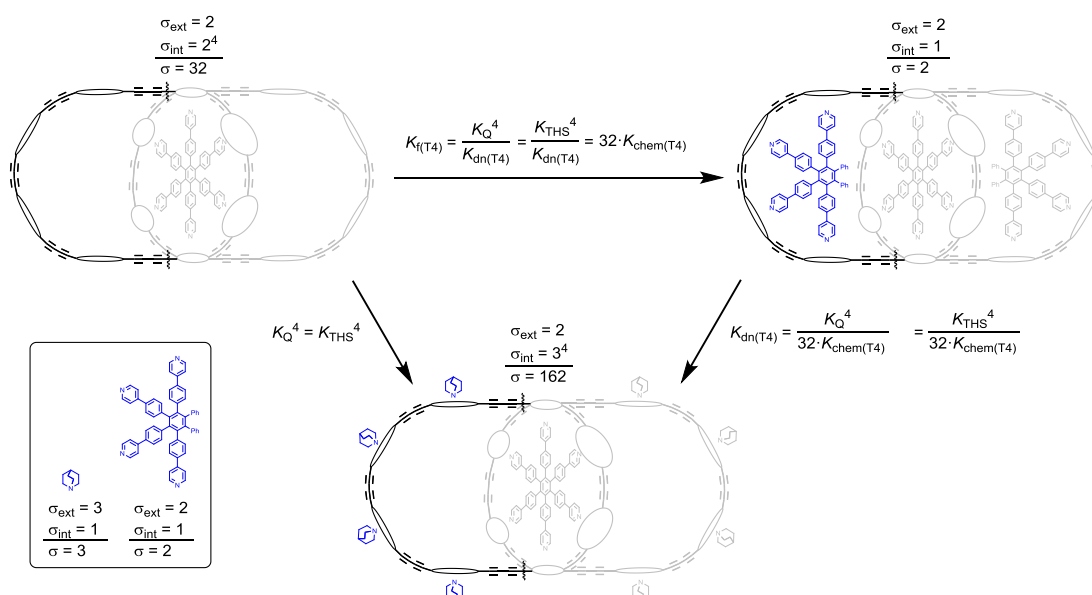 σext = 2
σint = 2⁴
σ = 32
σext = 2
σint = 1
σ = 2
Kf(T4) = KQ⁴ / Kdn(T4) = KTHS⁴ / Kdn(T4) = 32·Kchem(T4)
N
N
N
N
N
N
N
N
N
N
N
N
Ph
Ph
N
N
N
N
N
N
Ph
Ph
N
N
N
N
KQ⁴ = KTHS⁴
σext = 2
σint = 3⁴
σ = 162
Kdn(T4) = KQ⁴ / 32·Kchem(T4) = KTHS⁴ / 32·Kchem(T4)
N
N
N
N
Ph
Ph
N
σext = 3
σint = 1
σ = 3
σext = 2
σint = 1
σ = 2
N
N
N
N
N
N
N
N
N
N
N
N
N
N